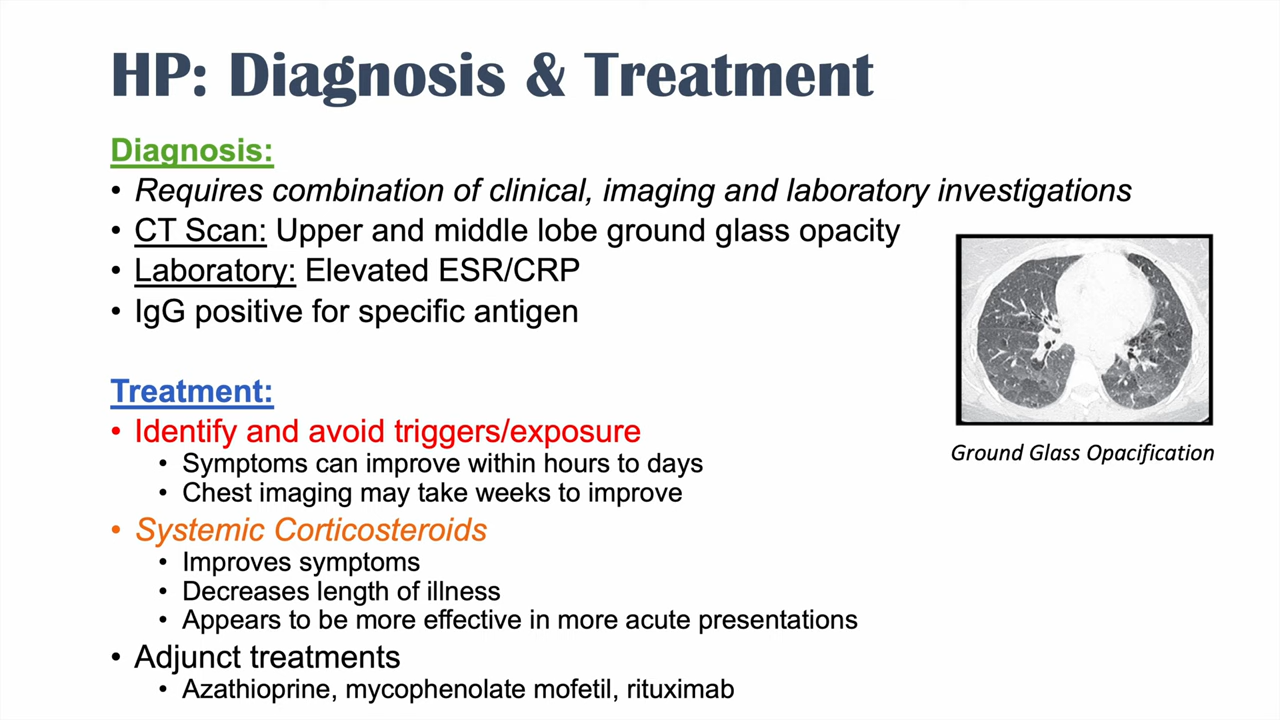 HP: Diagnosis & Treatment
Diagnosis:
• Requires combination of clinical, imaging and laboratory investigations
• CT Scan: Upper and middle lobe ground glass opacity
• Laboratory: Elevated ESR/CRP
• IgG positive for specific antigen
Treatment:
• Identify and avoid triggers/exposure
• Symptoms can improve within hours to days
• Chest imaging may take weeks to improve
• Systemic Corticosteroids
• Improves symptoms
• Decreases length of illness
• Appears to be more effective in more acute presentations
• Adjunct treatments
• Azathioprine, mycophenolate mofetil, rituximab
Ground Glass Opacification